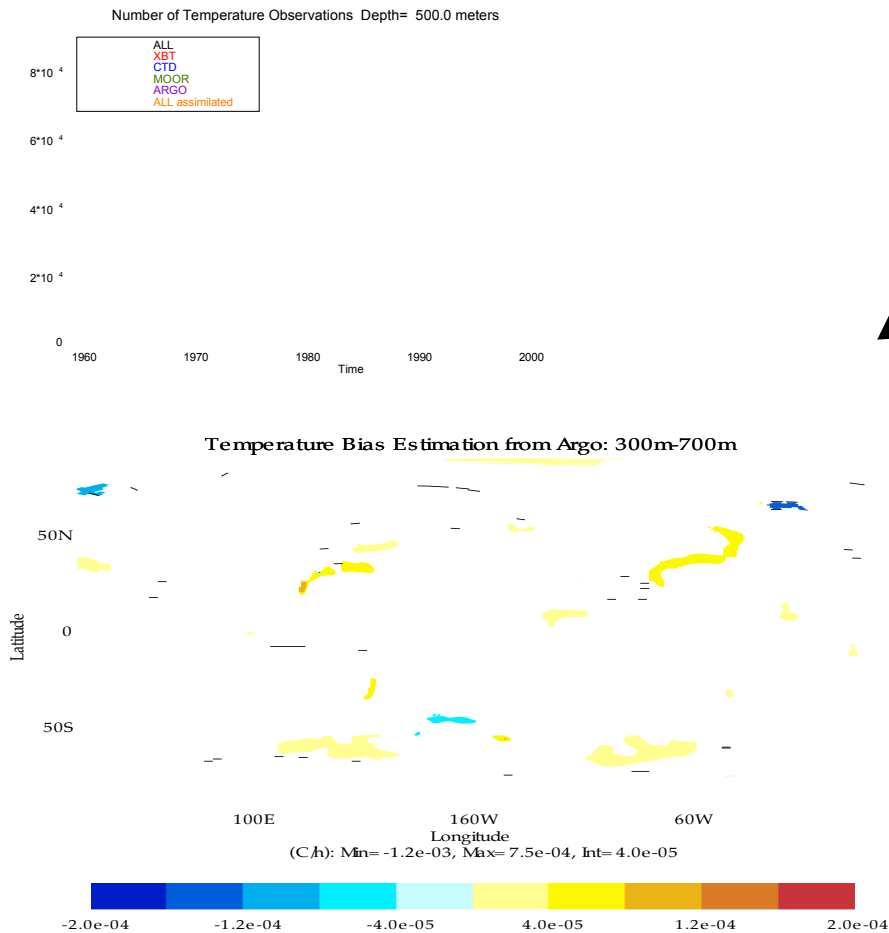 Number of Temperature Observations Depth= 500.0 meters
ALL
XBT
CTD
MOOR
ARGO
ALL assimilated
8*10 4
6*10 4
4*10 4
2*10 4
0
1960 1970 1980 1990 2000
Time
Temperature Bias Estimation from Argo: 300m-700m
50N
0
50S
Latitude
100E 160W 60W
Longitude
(C/h): Min= -1.2e-03, Max= 7.5e-04, Int= 4.0e-05
-2.0e-04 -1.2e-04 -4.0e-05 4.0e-05 1.2e-04 2.0e-04